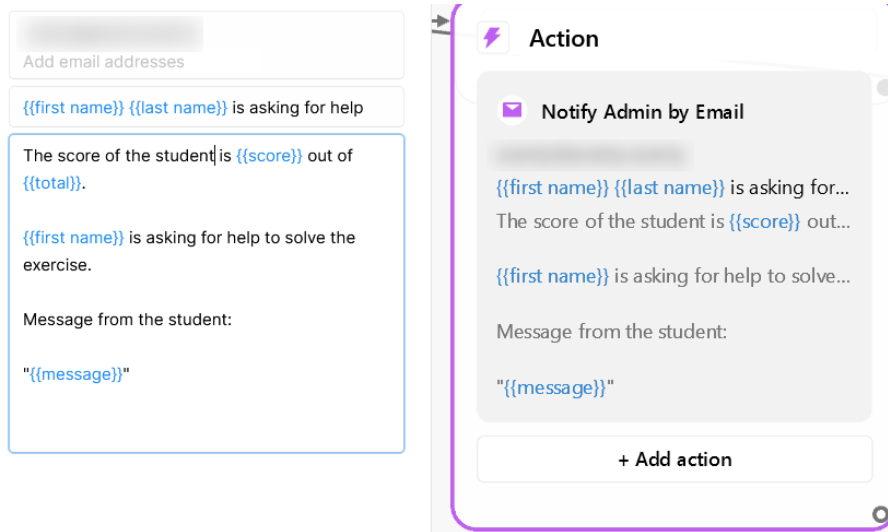 Add email addresses
{{first name}} {{last name}} is asking for help
The score of the student is {{score}} out of
{{total}}.
{{first name}} is asking for help to solve the
exercise.
Message from the student:
"{{message}}"
Action
Notify Admin by Email
{{first name}} {{last name}} is asking for...
The score of the student is {{score}} out...
{{first name}} is asking for help to solve...
Message from the student:
"{{message}}"
+ Add action